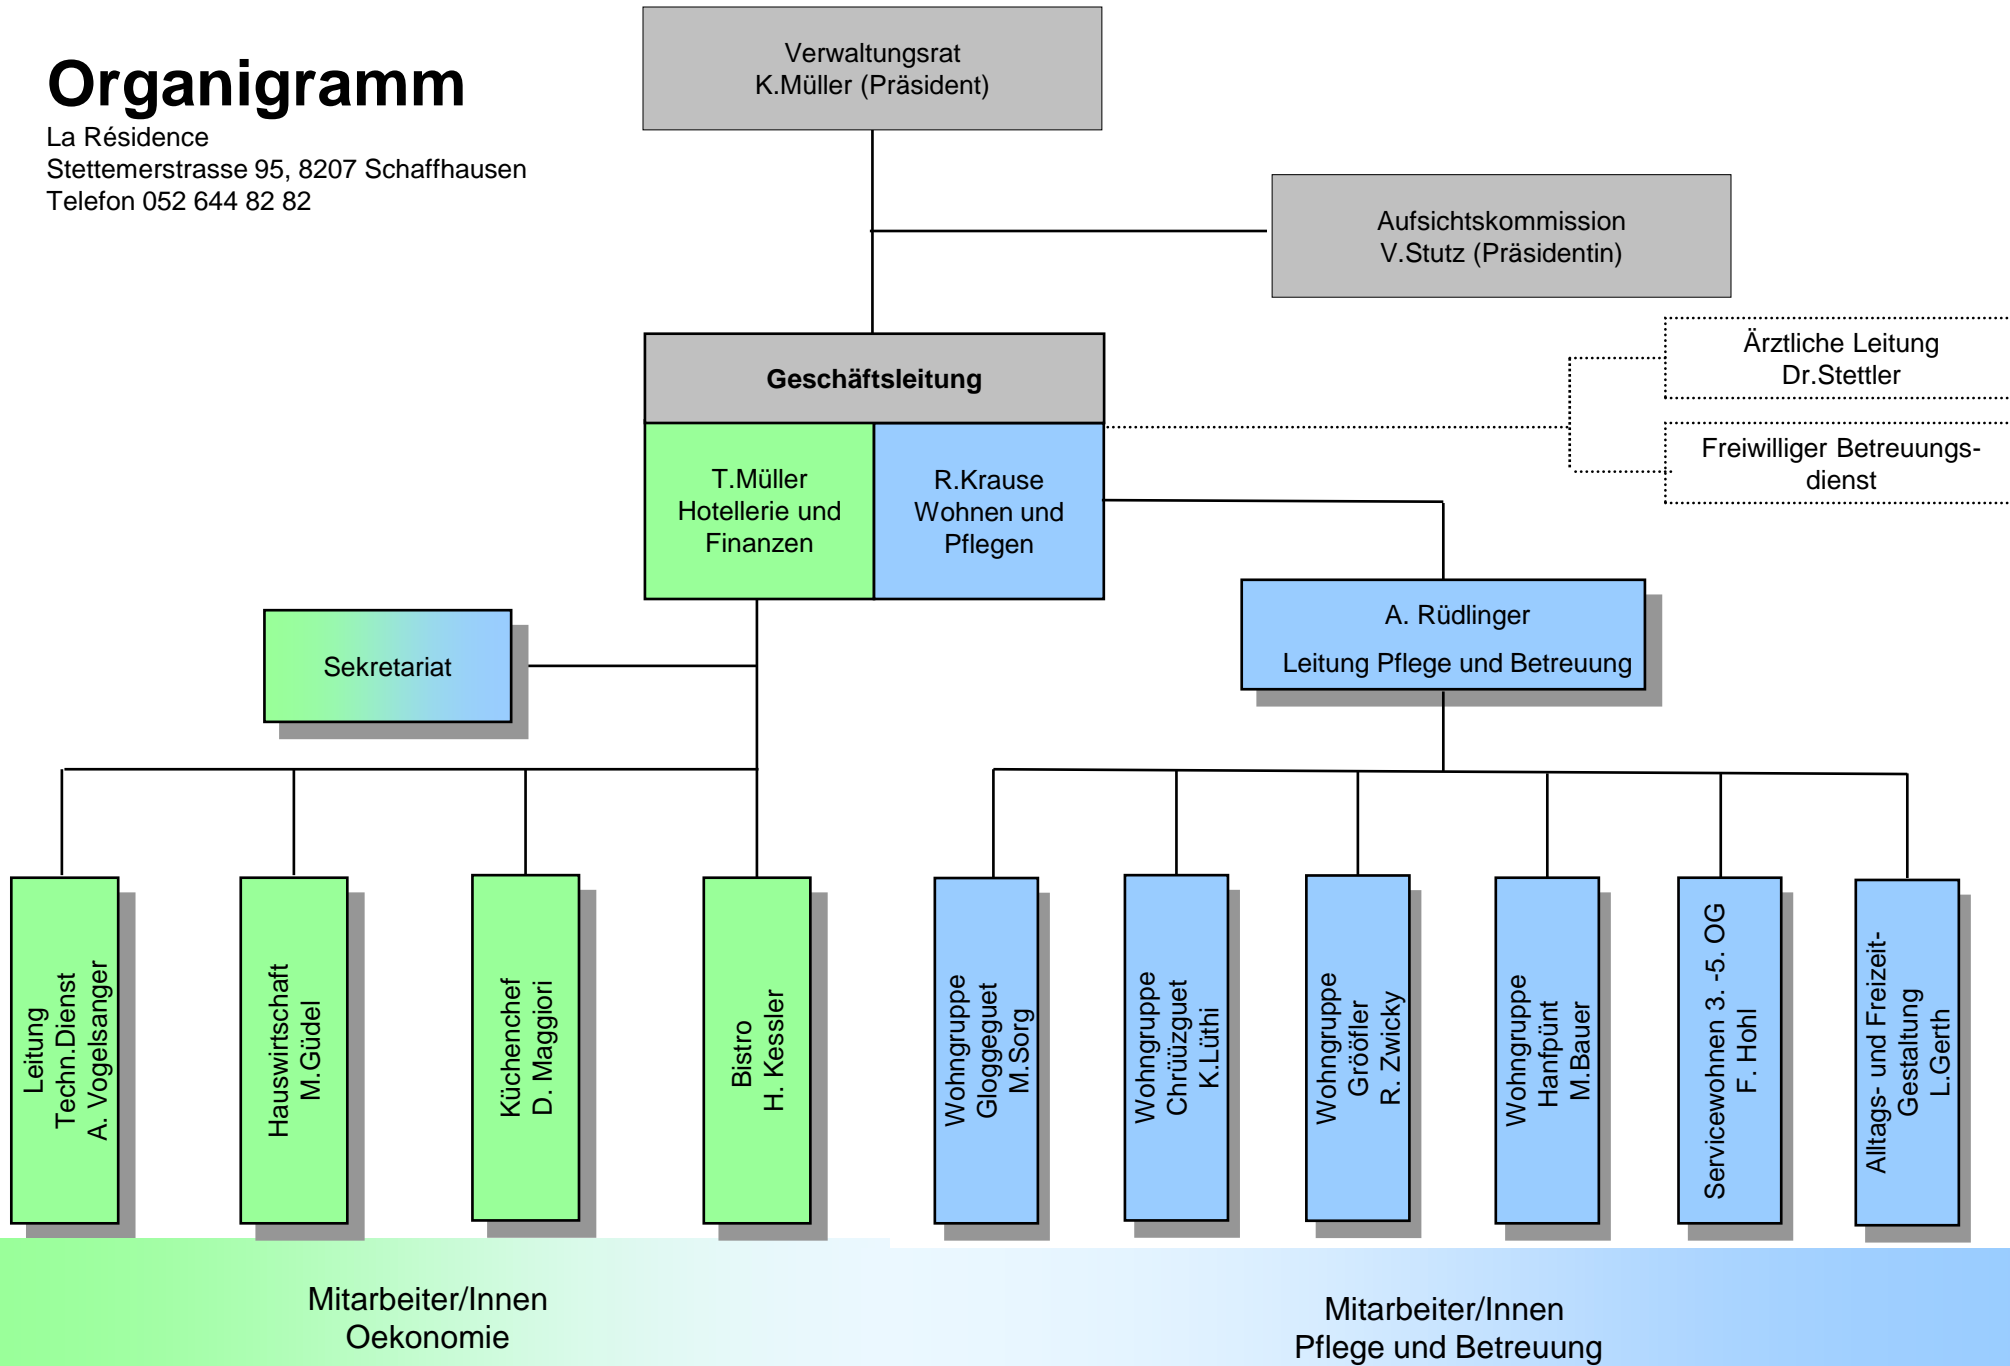 Organigramm
La Résidence
Stettemerstrasse 95, 8207 Schaffhausen
Telefon 052 644 82 82
Verwaltungsrat
K.Müller (Präsident)
Aufsichtskommission
V.Stutz (Präsidentin)
Ärztliche Leitung
Dr.Stettler
Freiwilliger Betreuungs-
dienst
Geschäftsleitung
T.Müller
Hotellerie und
Finanzen
R.Krause
Wohnen und
Pflegen
A. Rüdlinger
Leitung Pflege und Betreuung
Sekretariat
Leitung
Techn.Dienst
A. Vogelsanger
Hauswirtschaft
M.Güdel
Küchenchef
D. Maggiori
Bistro
H. Kessler
Wohngruppe
Gloggeguet
M.Sorg
Wohngruppe
Chrüüzguet
K.Lüthi
Wohngruppe
Grööfler
R. Zwicky
Wohngruppe
Hanfpünt
M.Bauer
Servicewohnen 3. -5. OG
F. Hohl
Alltags- und Freizeit-
Gestaltung
L.Gerth
Mitarbeiter/Innen
Oekonomie
Mitarbeiter/Innen
Pflege und Betreuung